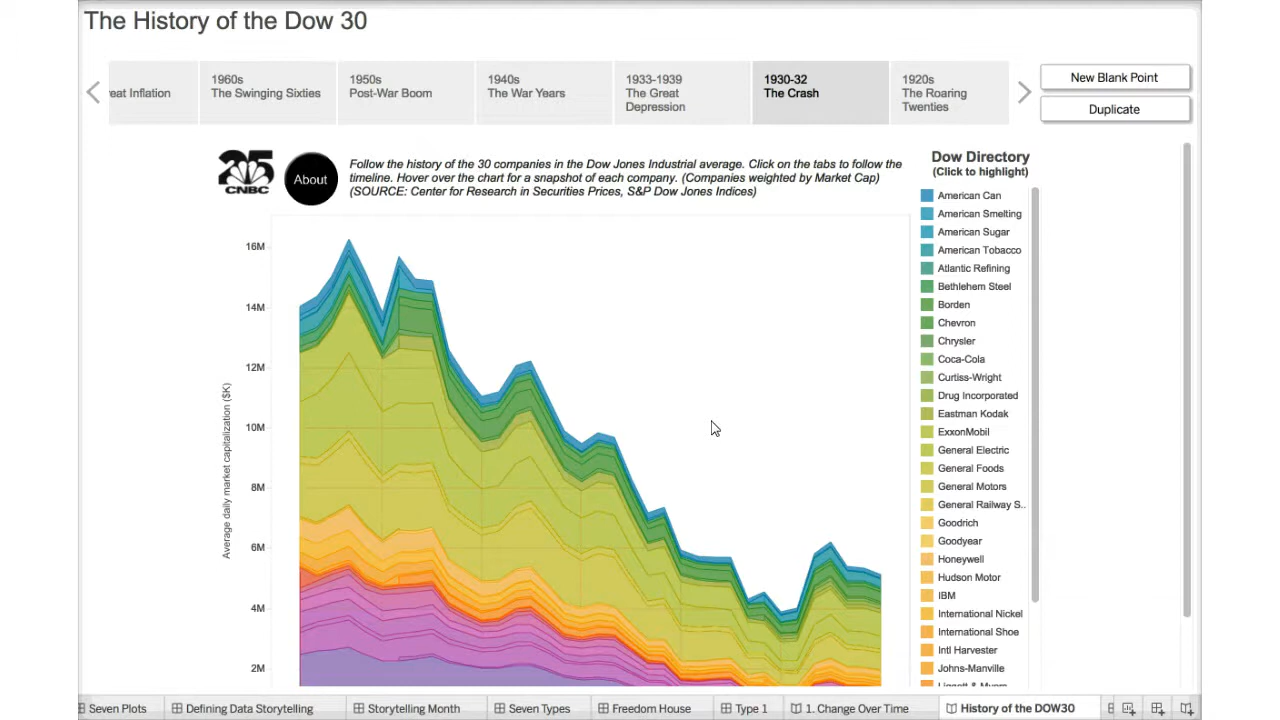 The History of the Dow 30
eat Inflation
1960s
The Swinging Sixties
1950s
Post-War Boom
1940s
The War Years
1933-1939
The Great
Depression
1930-32
The Crash
1920s
The Roaring
Twenties
New Blank Point
Duplicate
25
CNBC
About
Follow the history of the 30 companies in the Dow Jones Industrial average. Click on the tabs to follow the
timeline. Hover over the chart for a snapshot of each company. (Companies weighted by Market Cap)
(SOURCE: Center for Research in Securities Prices, S&P Dow Jones Indices)
Dow Directory
(Click to highlight)
American Can
American Smelting
American Sugar
American Tobacco
Atlantic Refining
Bethlehem Steel
Borden
Chevron
Chrysler
Coca-Cola
Curtiss-Wright
Drug Incorporated
Eastman Kodak
ExxonMobil
General Electric
General Foods
General Motors
General Railway S..
Goodrich
Goodyear
Honeywell
Hudson Motor
IBM
International Nickel
International Shoe
Intl Harvester
Johns-Manville
Liggett & Myers
16M
14M
12M
10M
8M
6M
4M
2M
Average daily market capitalization ($K)
Seven Plots
Defining Data Storytelling
Storytelling Month
Seven Types
Freedom House
Type 1
1. Change Over Time
History of the DOW30